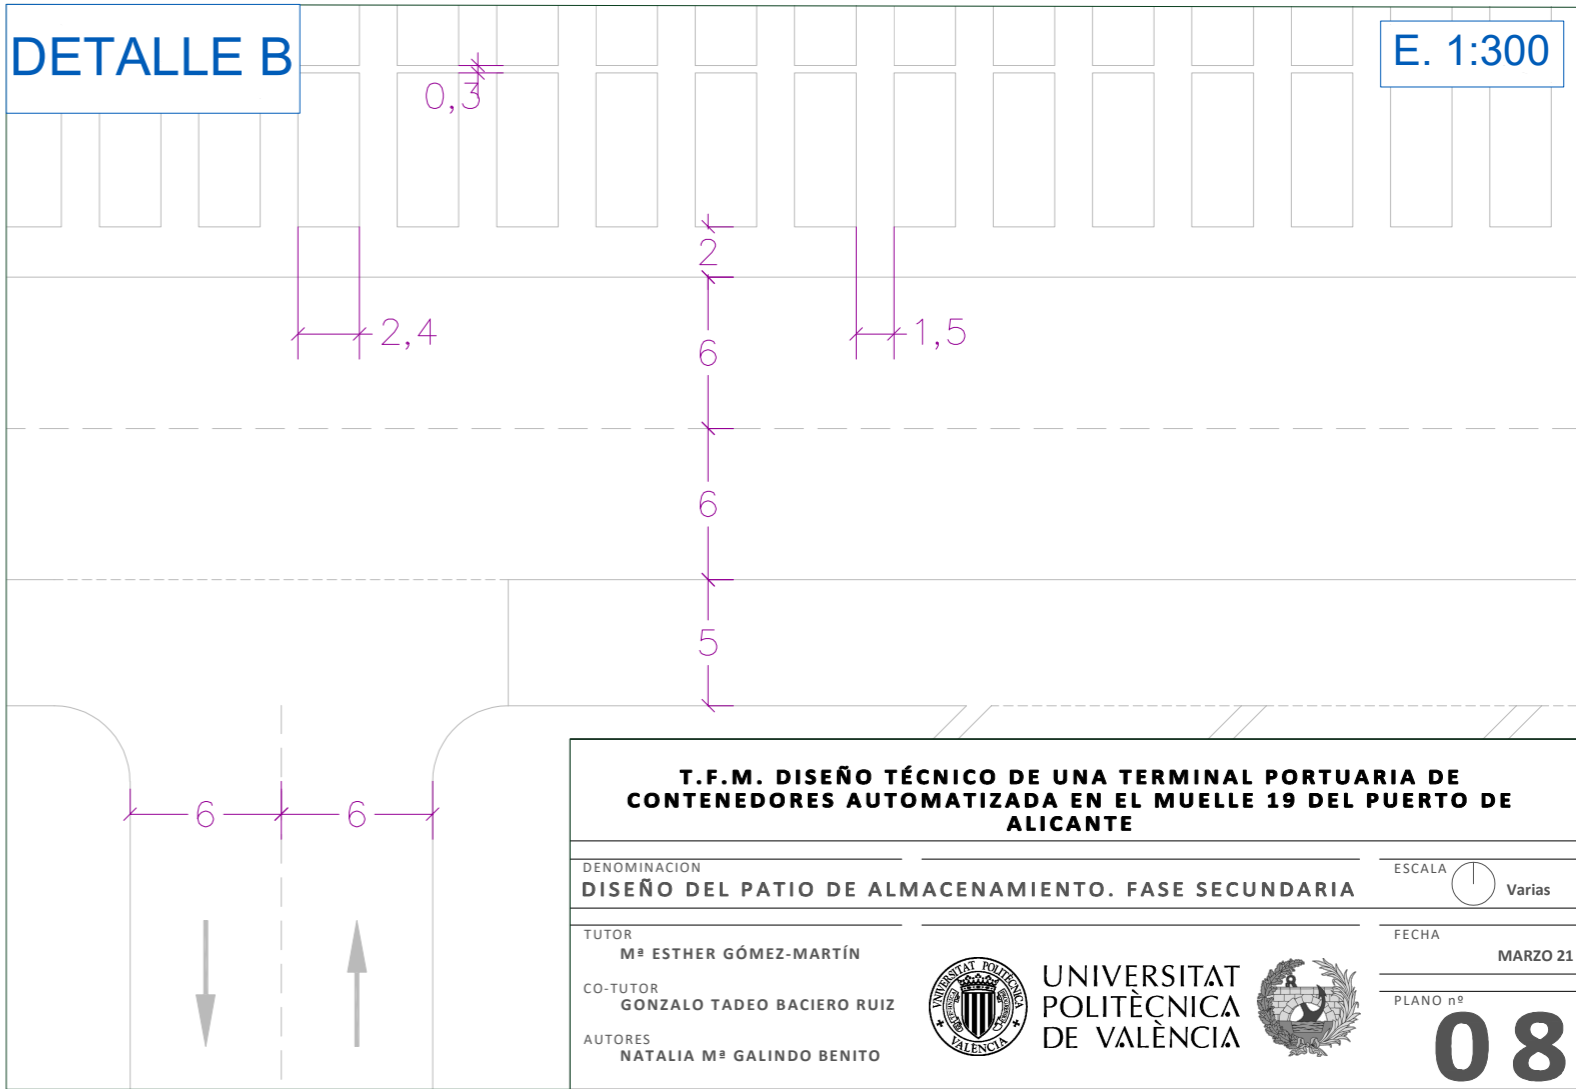 DETALLE B
E. 1:300
0,3
2
2,4
1,5
6
6
5
6
6
T.F.M. DISEÑO TÉCNICO DE UNA TERMINAL PORTUARIA DE
CONTENEDORES AUTOMATIZADA EN EL MUELLE 19 DEL PUERTO DE
ALICANTE
DENOMINACION
DISEÑO DEL PATIO DE ALMACENAMIENTO. FASE SECUNDARIA
ESCALA
Varias
TUTOR
Mª ESTHER GÓMEZ-MARTÍN
CO-TUTOR
GONZALO TADEO BACIERO RUIZ
AUTORES
NATALIA Mª GALINDO BENITO
UNIVERSITAT POLITECNICA
VALÈNCIA
UNIVERSITAT
POLITÈCNICA
DE VALÈNCIA
R
FECHA
MARZO 21
PLANO nº
08